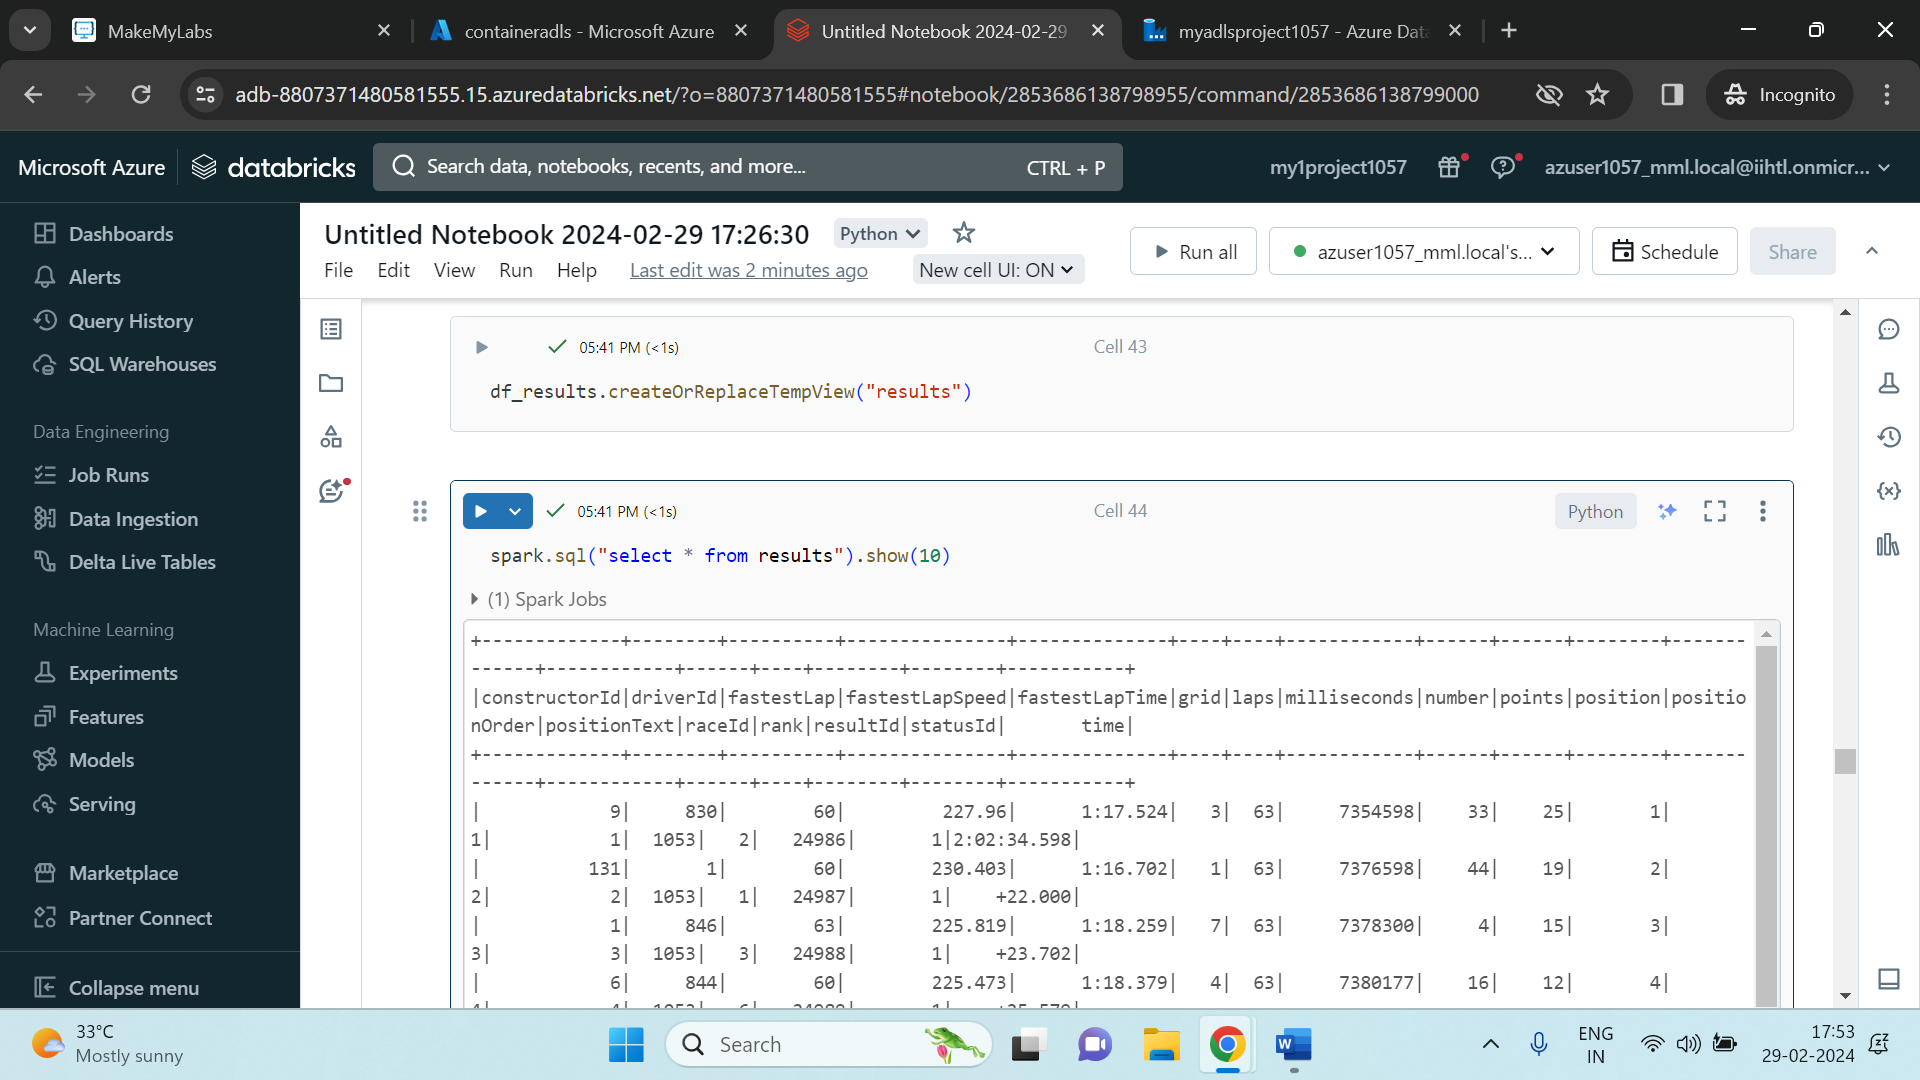 MakeMyLabs
containeradls - Microsoft Azure
Untitled Notebook 2024-02-29
myadlsproject1057 - Azure Data
adb-8807371480581555.15.azuredatabricks.net/?o=8807371480581555#notebook/2853686138798955/command/2853686138799000
Incognito
Microsoft Azure
databricks
Search data, notebooks, recents, and more...
CTRL + P
my1project1057
azuser1057_mml.local@iihtl.onmicr...
Dashboards
Alerts
Query History
SQL Warehouses
Data Engineering
Job Runs
Data Ingestion
Delta Live Tables
Machine Learning
Experiments
Features
Models
Serving
Marketplace
Partner Connect
Collapse menu
Untitled Notebook 2024-02-29 17:26:30
Python
File Edit View Run Help
Last edit was 2 minutes ago
New cell UI: ON
Run all
azuser1057_mml.local's...
Schedule
Share
05:41 PM (<1s)
Cell 43
df_results.createOrReplaceTempView("results")
05:41 PM (<1s)
Cell 44
Python
spark.sql("select * from results").show(10)
(1) Spark Jobs
+-------------+--------+----------+---------------+--------------+----+----+------------+------+------+--------+-------
------+------------+------+----+--------+--------+-----------+
|constructorId|driverId|fastestLap|fastestLapSpeed|fastestLapTime|grid|laps|milliseconds|number|points|position|positio
nOrder|positionText|raceId|rank|resultId|statusId|       time|
+-------------+--------+----------+---------------+--------------+----+----+------------+------+------+--------+-------
------+------------+------+----+--------+--------+-----------+
|            9|     830|        60|         227.96|      1:17.524|   3|  63|     7354598|    33|    25|       1|
1|           1|  1053|   2|   24986|       1|2:02:34.598|
|          131|       1|        60|        230.403|      1:16.702|   1|  63|     7376598|    44|    19|       2|
2|           2|  1053|   1|   24987|       1|    +22.000|
|            1|     846|        63|        225.819|      1:18.259|   7|  63|     7378300|     4|    15|       3|
3|           3|  1053|   3|   24988|       1|    +23.702|
|            6|     844|        60|        225.473|      1:18.379|   4|  63|     7380177|    16|    12|       4|
33°C
Mostly sunny
Search
ENG
IN
17:53
29-02-2024